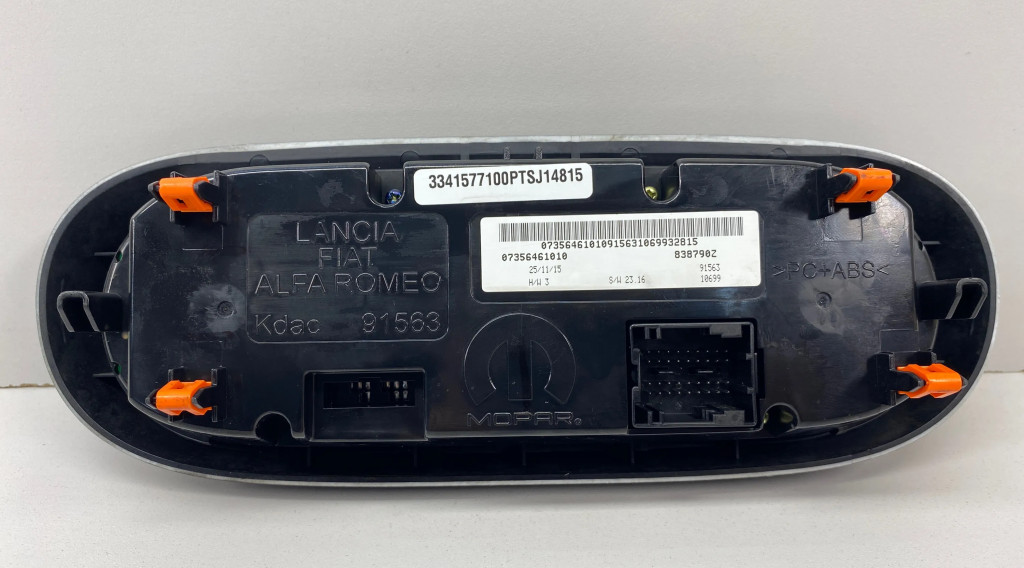 3341577100PTSJ14815
LANCIA
FIAT
ALFA ROMEO
Kdac 91563
07356461010915631069932815
07356461010 838790Z
25/11/15 91563
H/W 3 S/W 23.16 10699
>PC+ABS<
MOPAR®